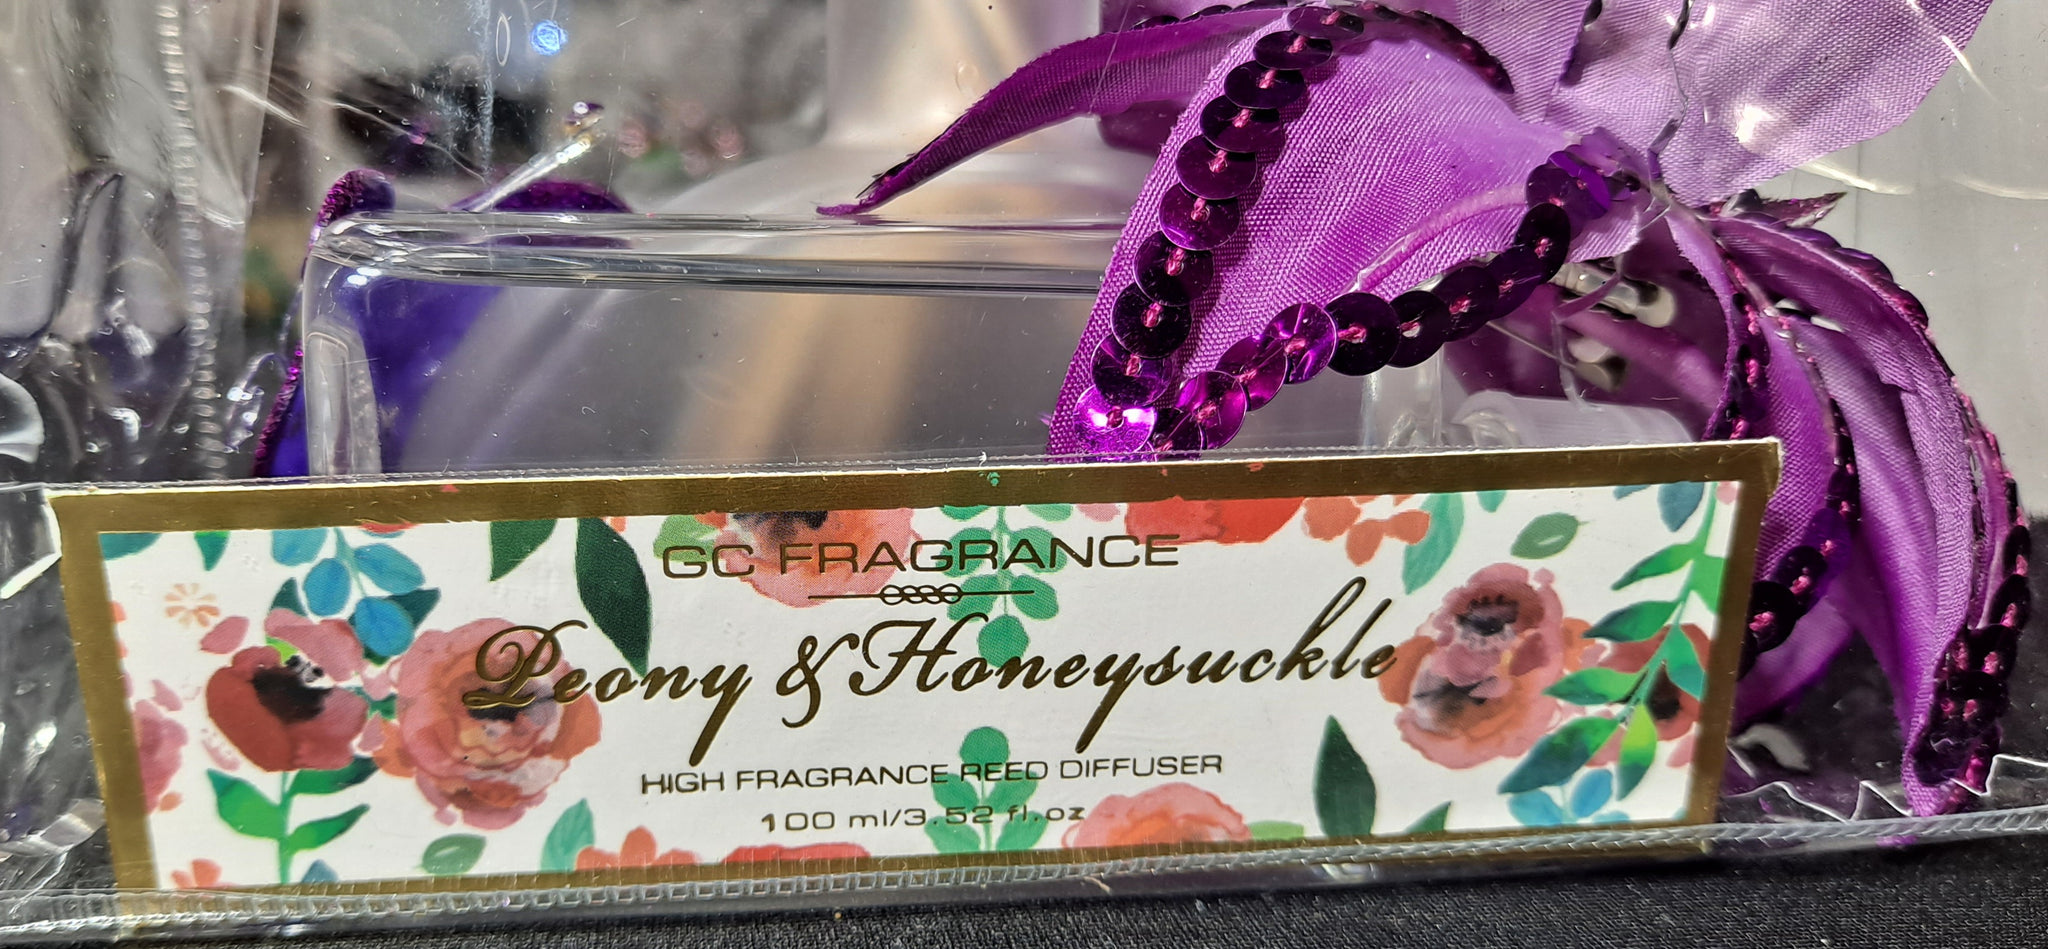 GC FRAGRANCE
Peony & Honeysuckle
HIGH FRAGRANCE REED DIFFUSER
100 ml/3.52 fl.oz